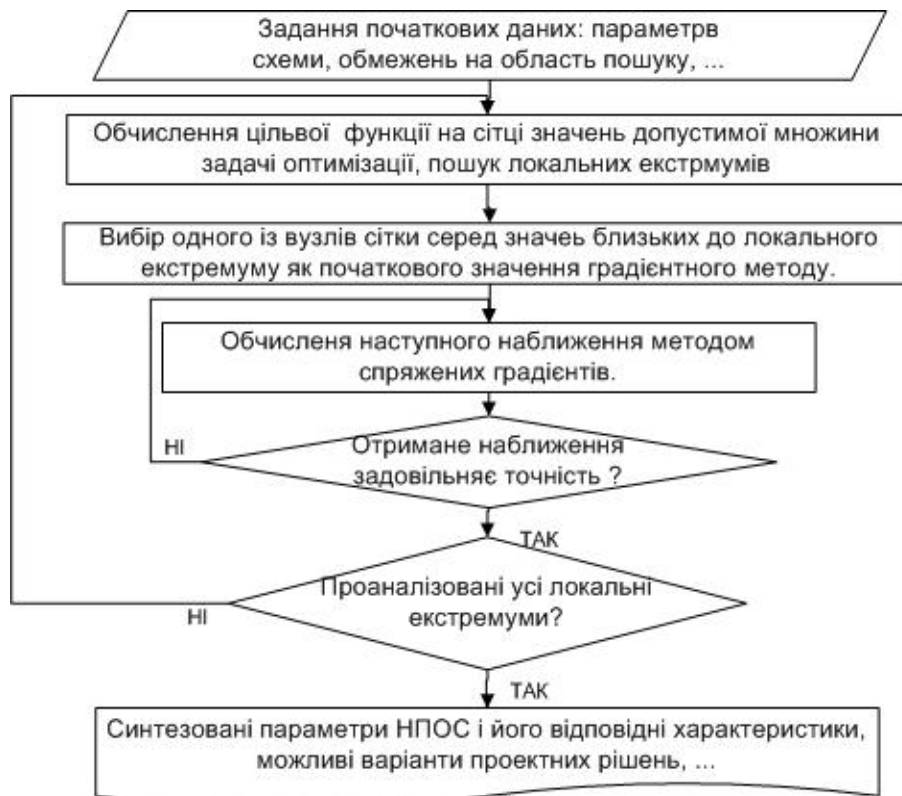 Задання початкових даних: параметрв
схеми, обмежень на область пошуку, ...
Обчислення цільвої функції на сітці значень допустимої множини
задачі оптимізації, пошук локальних екстрмумів
Вибір одного із вузлів сітки серед значеь близьких до локального
екстремуму як початкового значення градієнтного методу.
Обчисленя наступного наближення методом
спряжених градієнтів.
НІ
Отримане наближення
задовільняє точність ?
ТАК
Проаналізовані усі локальні
екстремуми?
НІ
ТАК
Синтезовані параметри НПОС і його відповідні характеристики,
можливі варіанти проектних рішень, ...